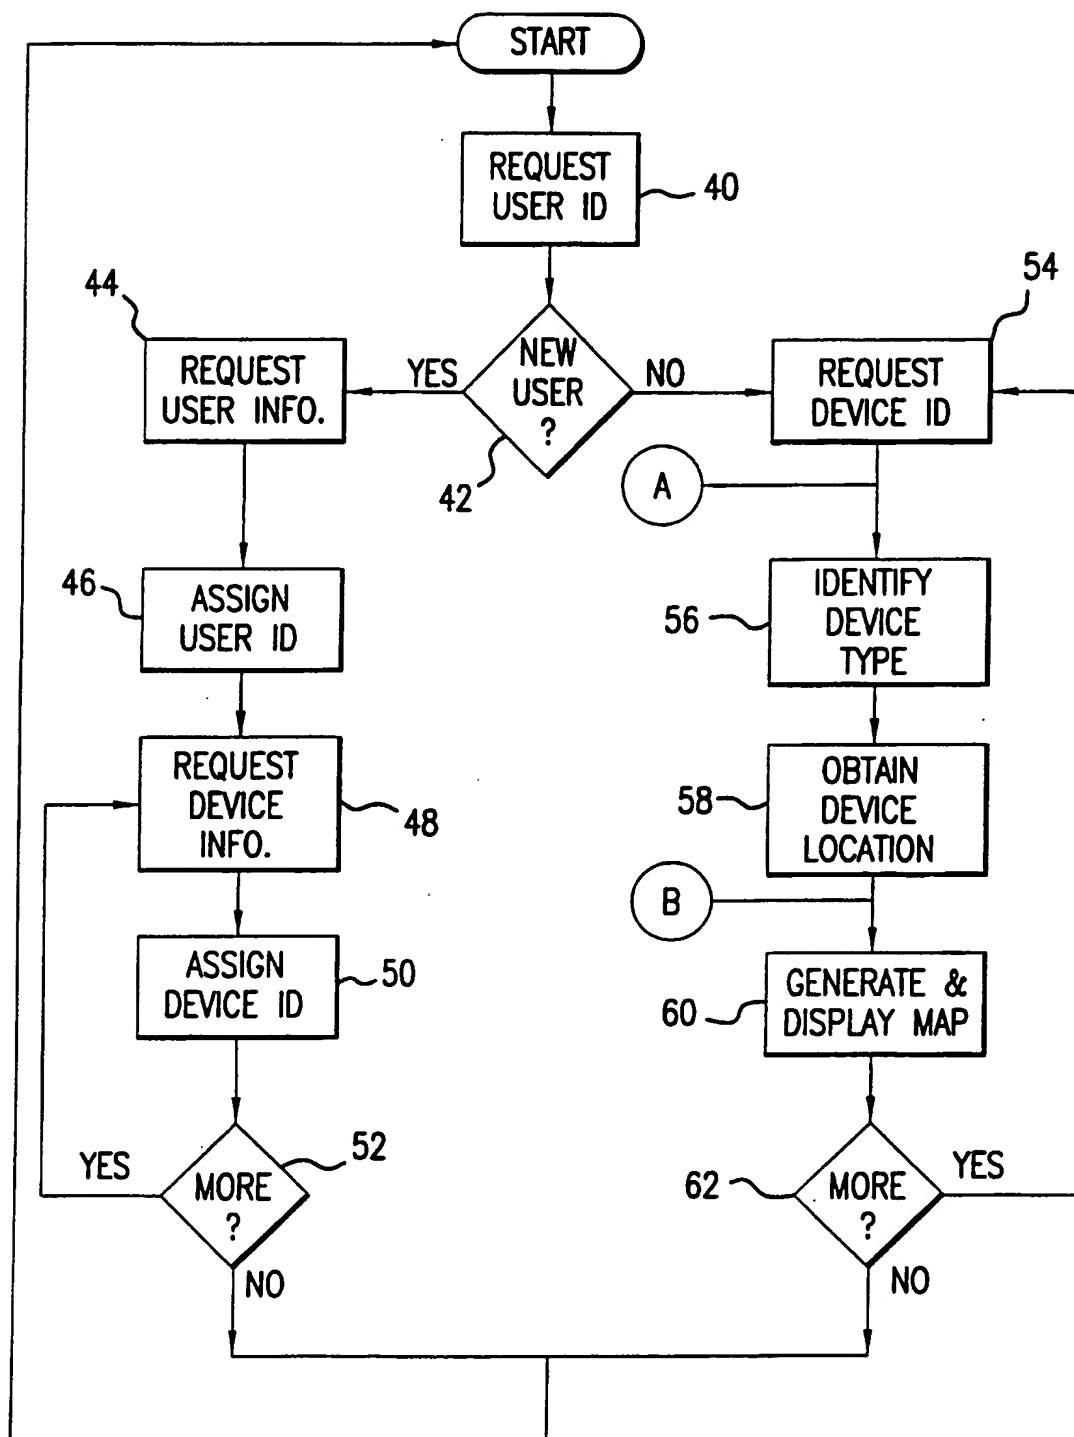 START
REQUEST
USER ID
40
44
54
REQUEST
USER INFO.
YES
NEW
USER
?
NO
REQUEST
DEVICE ID
42
A
46
ASSIGN
USER ID
56
IDENTIFY
DEVICE
TYPE
REQUEST
DEVICE
INFO.
48
58
OBTAIN
DEVICE
LOCATION
B
ASSIGN
DEVICE ID
50
60
GENERATE &
DISPLAY MAP
YES
MORE
?
52
62
MORE
?
YES
NO
NO